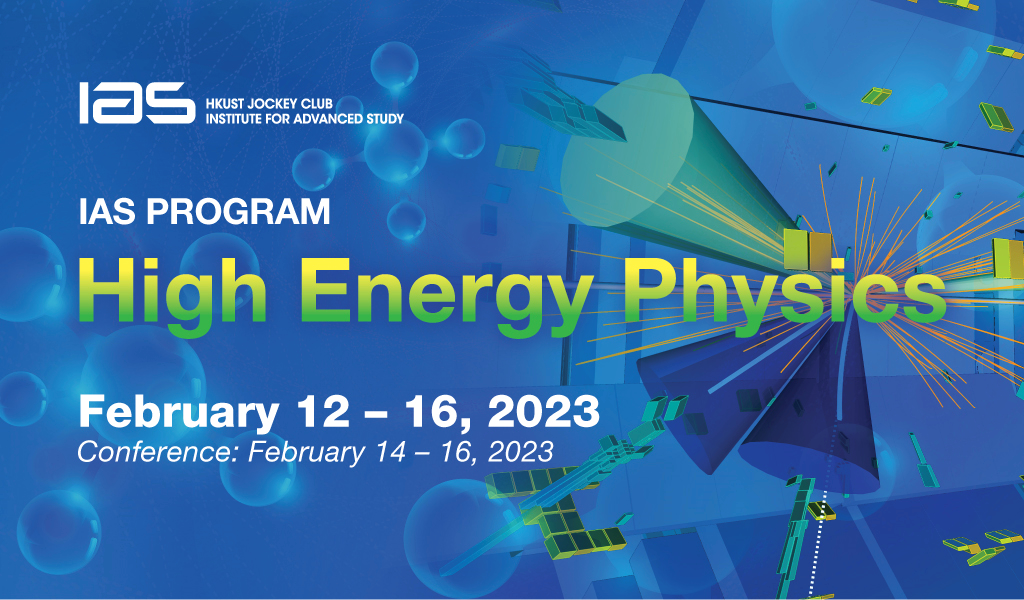 ias
HKUST JOCKEY CLUB
INSTITUTE FOR ADVANCED STUDY
IAS PROGRAM
High Energy Physics
February 12 – 16, 2023
Conference: February 14 – 16, 2023